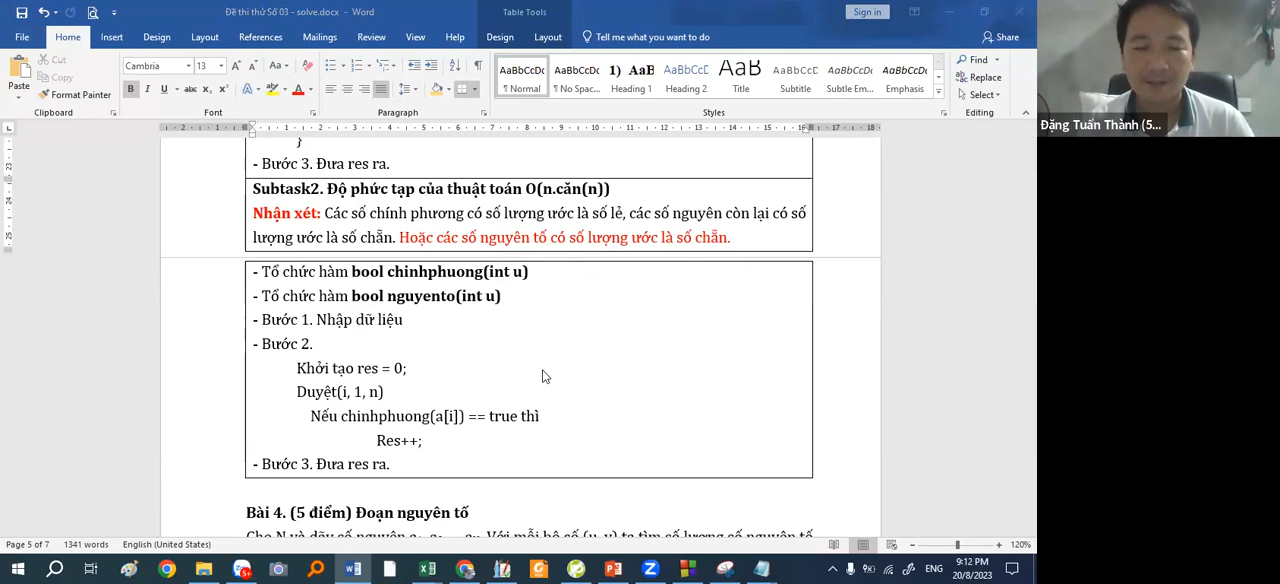 Đề thi thử Số 03 - solve.docx - Word
Table Tools
Sign in
File
Home
Insert
Design
Layout
References
Mailings
Review
View
Help
Design
Layout
Tell me what you want to do
Share
Paste
Cut
Copy
Format Painter
Clipboard
Cambria
13
Font
Paragraph
AaBbCcDc
¶ Normal
AaBbCcDc
¶ No Spac...
1) AaB
Heading 1
AaBbCcD
Heading 2
AaB
Title
AaBbCcD
Subtitle
AaBbCcDc
Subtle Em...
AaBbCcDc
Emphasis
Styles
Find
Replace
Select
Editing
Đặng Tuấn Thành (5...
}
- Bước 3. Đưa res ra.
Subtask2. Độ phức tạp của thuật toán O(n.căn(n))
Nhận xét: Các số chính phương có số lượng ước là số lẻ, các số nguyên còn lại có số
lượng ước là số chẵn. Hoặc các số nguyên tố có số lượng ước là số chẵn.
- Tổ chức hàm bool chinhphuong(int u)
- Tổ chức hàm bool nguyento(int u)
- Bước 1. Nhập dữ liệu
- Bước 2.
Khởi tạo res = 0;
Duyệt(i, 1, n)
Nếu chinhphuong(a[i]) == true thì
Res++;
- Bước 3. Đưa res ra.
Bài 4. (5 điểm) Đoạn nguyên tố
Page 5 of 7
1341 words
English (United States)
120%
ENG
9:12 PM
20/8/2023